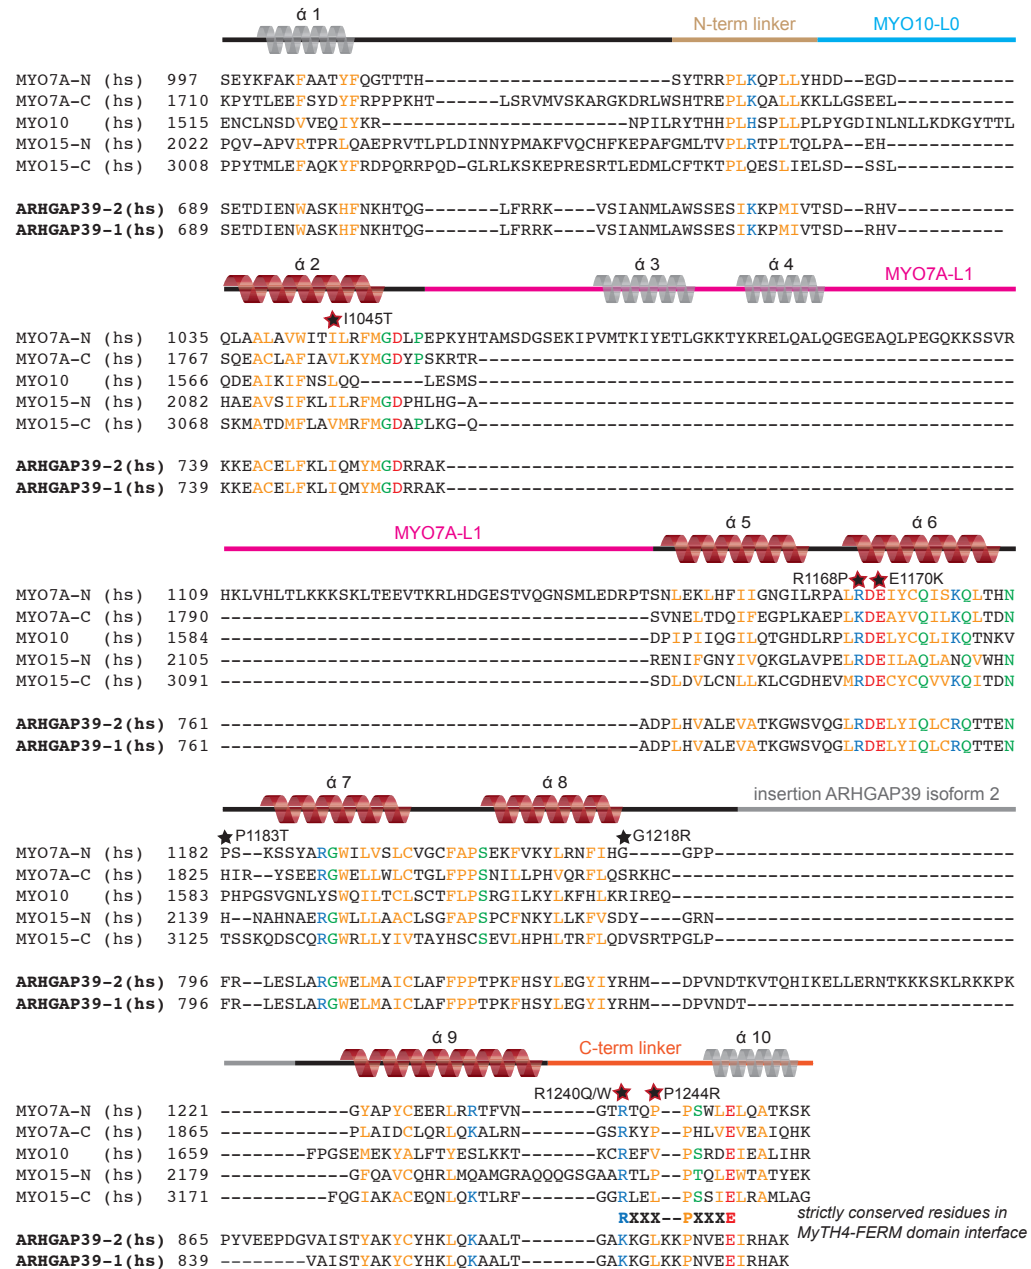 ά 1
N-term linker MYO10-L0
MYO7A-N (hs) 997 SEYKFAKFAATYFQGTTTH-----------------------SYTRRPLKQPLLYHDD--EGD-----------
MYO7A-C (hs) 1710 KPYTLEEFSYDYFRPPPKHT-------LSRVMVSKARGKDRLWSHTREPLKQALLKKLLGSEEL----------
MYO10 (hs) 1515 ENCLNSDVVEQIYKR-----------------------NPILRYTHHPLHSPLLPLPYGDINLNLLKDKGYTTL
MYO15-N (hs) 2022 PQV-APVRTPRLQAEPRVTLPLDINNYPMAKFVQCHFKEPAFGMLTVPLRTPLTQLPA--EH------------
MYO15-C (hs) 3008 PPYTMLEFAQKYFRDPQRRPQD-GLRLKSKEPRESRTLEDMLCFTKTPLQESLIELSD--SSL-----------
ARHGAP39-2(hs) 689 SETDIENWASKHFNKHTQG-------LFRRK----VSIANMLAWSSESIKKPMIVTSD--RHV-----------
ARHGAP39-1(hs) 689 SETDIENWASKHFNKHTQG-------LFRRK----VSIANMLAWSSESIKKPMIVTSD--RHV----------
ά 2 ά 3 ά 4 MYO7A-L1
I1045T
MYO7A-N (hs) 1035 QLAALAVWITILRFMGDLPEPKYHTAMSDGSEKIPVMTKIYETLGKKTYKRELQALQGEGEAQLPEGQKKSSVR
MYO7A-C (hs) 1767 SQEACLAFIAVLKYMGDYPSKRTR--------------------------------------------------
MYO10 (hs) 1566 QDEAIKIFNSLQQ------LESMS--------------------------------------------------
MYO15-N (hs) 2082 HAEAVSIFKLILRFMGDPHLHG-A--------------------------------------------------
MYO15-C (hs) 3068 SKMATDMFLAVMRFMGDAPLKG-Q--------------------------------------------------
ARHGAP39-2(hs) 739 KKEACELFKLIQMYMGDRRAK-----------------------------------------------------
ARHGAP39-1(hs) 739 KKEACELFKLIQMYMGDRRAK-----------------------------------------------------
MYO7A-L1 ά 5 ά 6
R1168P E1170K
MYO7A-N (hs) 1109 HKLVHLTLKKKSKLTEEVTKRLHDGESTVQGNSMLEDRPTSNLEKLHFIIGNGILRPALRDEIYCQISKQLTHN
MYO7A-C (hs) 1790 ----------------------------------------SVNELTDQIFEGPLKAEPLKDEAYVQILKQLTDN
MYO10 (hs) 1584 ----------------------------------------DPIPIIQGILQTGHDLRPLRDELYCQLIKQTNKV
MYO15-N (hs) 2105 ----------------------------------------RENIFGNYIVQKGLAVPELRDEILAQLANQVWHN
MYO15-C (hs) 3091 ----------------------------------------SDLDVLCNLLKLCGDHEVMRDECYCQVVKQITDN
ARHGAP39-2(hs) 761 ---------------------------------------ADPLHVALEVATKGWSVQGLRDELYIQLCRQTTEN
ARHGAP39-1(hs) 761 ---------------------------------------ADPLHVALEVATKGWSVQGLRDELYIQLCRQTTEN
ά 7 ά 8 insertion ARHGAP39 isoform 2
P1183T G1218R
MYO7A-N (hs) 1182 PS--KSSYARGWILVSLCVGCFAPSEKFVKYLRNFIHG-----GPP----------------------------
MYO7A-C (hs) 1825 HIR--YSEERGWELLWLCTGLFPPSNILLPHVQRFLQSRKHC--------------------------------
MYO10 (hs) 1583 PHPGSVGNLYSWQILTCLSCTFLPSRGILKYLKFHLKRIREQ--------------------------------
MYO15-N (hs) 2139 H--NAHNAERGWLLLAACLSGFAPSPCFNKYLLKFVSDY----GRN----------------------------
MYO15-C (hs) 3125 TSSKQDSCQRGWRLLYIVTAYHSCSEVLHPHLTRFLQDVSRTPGLP----------------------------
ARHGAP39-2(hs) 796 FR--LESLARGWELMAICLAFFPPTPKFHSYLEGYIYRHM---DPVNDTKVTQHIKELLERNTKKKSKLRKKPK
ARHGAP39-1(hs) 796 FR--LESLARGWELMAICLAFFPPTPKFHSYLEGYIYRHM---DPVNDT-------------------------
ά 9 C-term linker ά 10
R1240Q/W P1244R
MYO7A-N (hs) 1221 ------------GYAPYCEERLRRTFVN-------GTRTQP--PSWLELQATKSK
MYO7A-C (hs) 1865 ------------PLAIDCLQRLQKALRN-------GSRKYP--PHLVEVEAIQHK
MYO10 (hs) 1659 --------FPGSEMEKYALFTYESLKKT-------KCREFV--PSRDEIEALIHR
MYO15-N (hs) 2179 ------------GFQAVCQHRLMQAMGRAQQQGSGAARTLP--PTQLEWTATYEK
MYO15-C (hs) 3171 ----------FQGIAKACEQNLQKTLRF-------GGRLEL--PSSIELRAMLAG
RXXX--PXXXE strictly conserved residues in
MyTH4-FERM domain interface
ARHGAP39-2(hs) 865 PYVEEPDGVAISTYAKYCYHKLQKAALT-------GAKKGLKKPNVEEIRHAK
ARHGAP39-1(hs) 839 --------VAISTYAKYCYHKLQKAALT-------GAKKGLKKPNVEEIRHAK